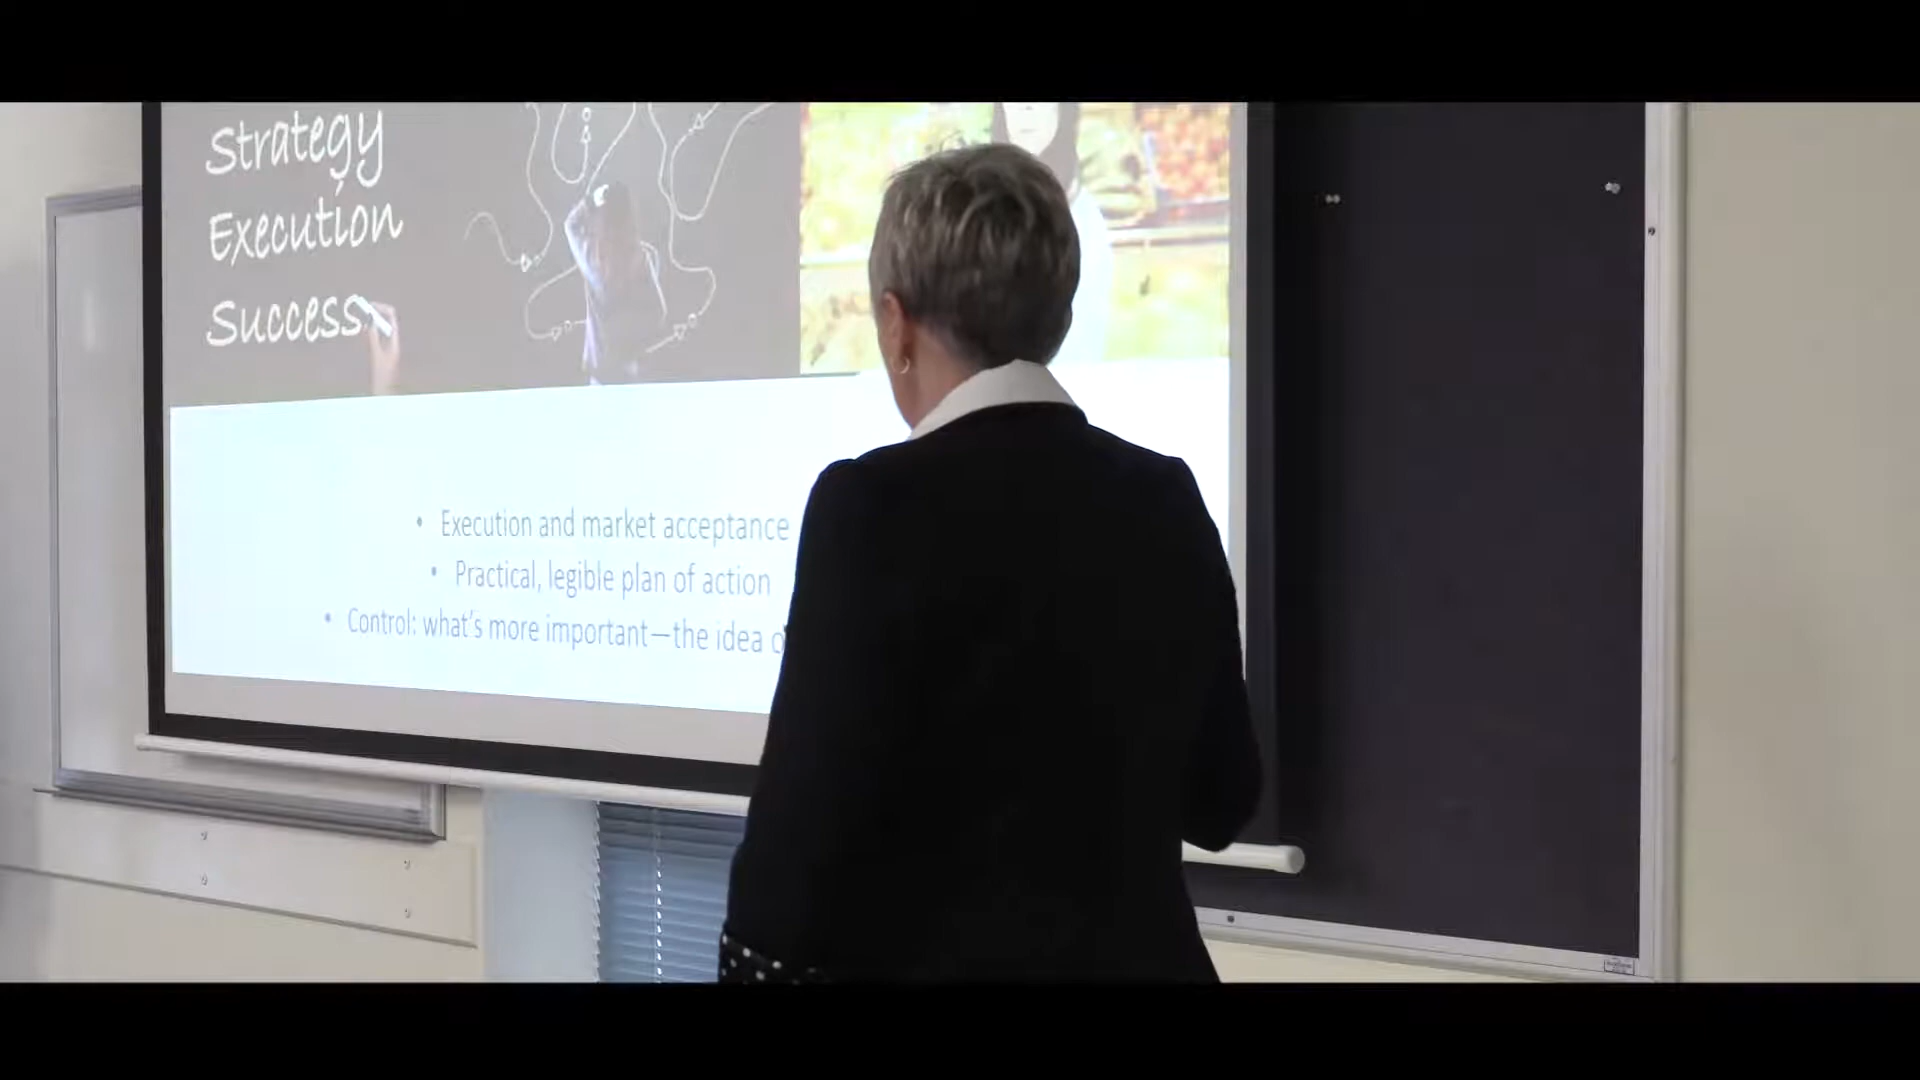 Strategy
Execution
Success
• Execution and market acceptance
• Practical, legible plan of action
• Control: what's more important—the idea